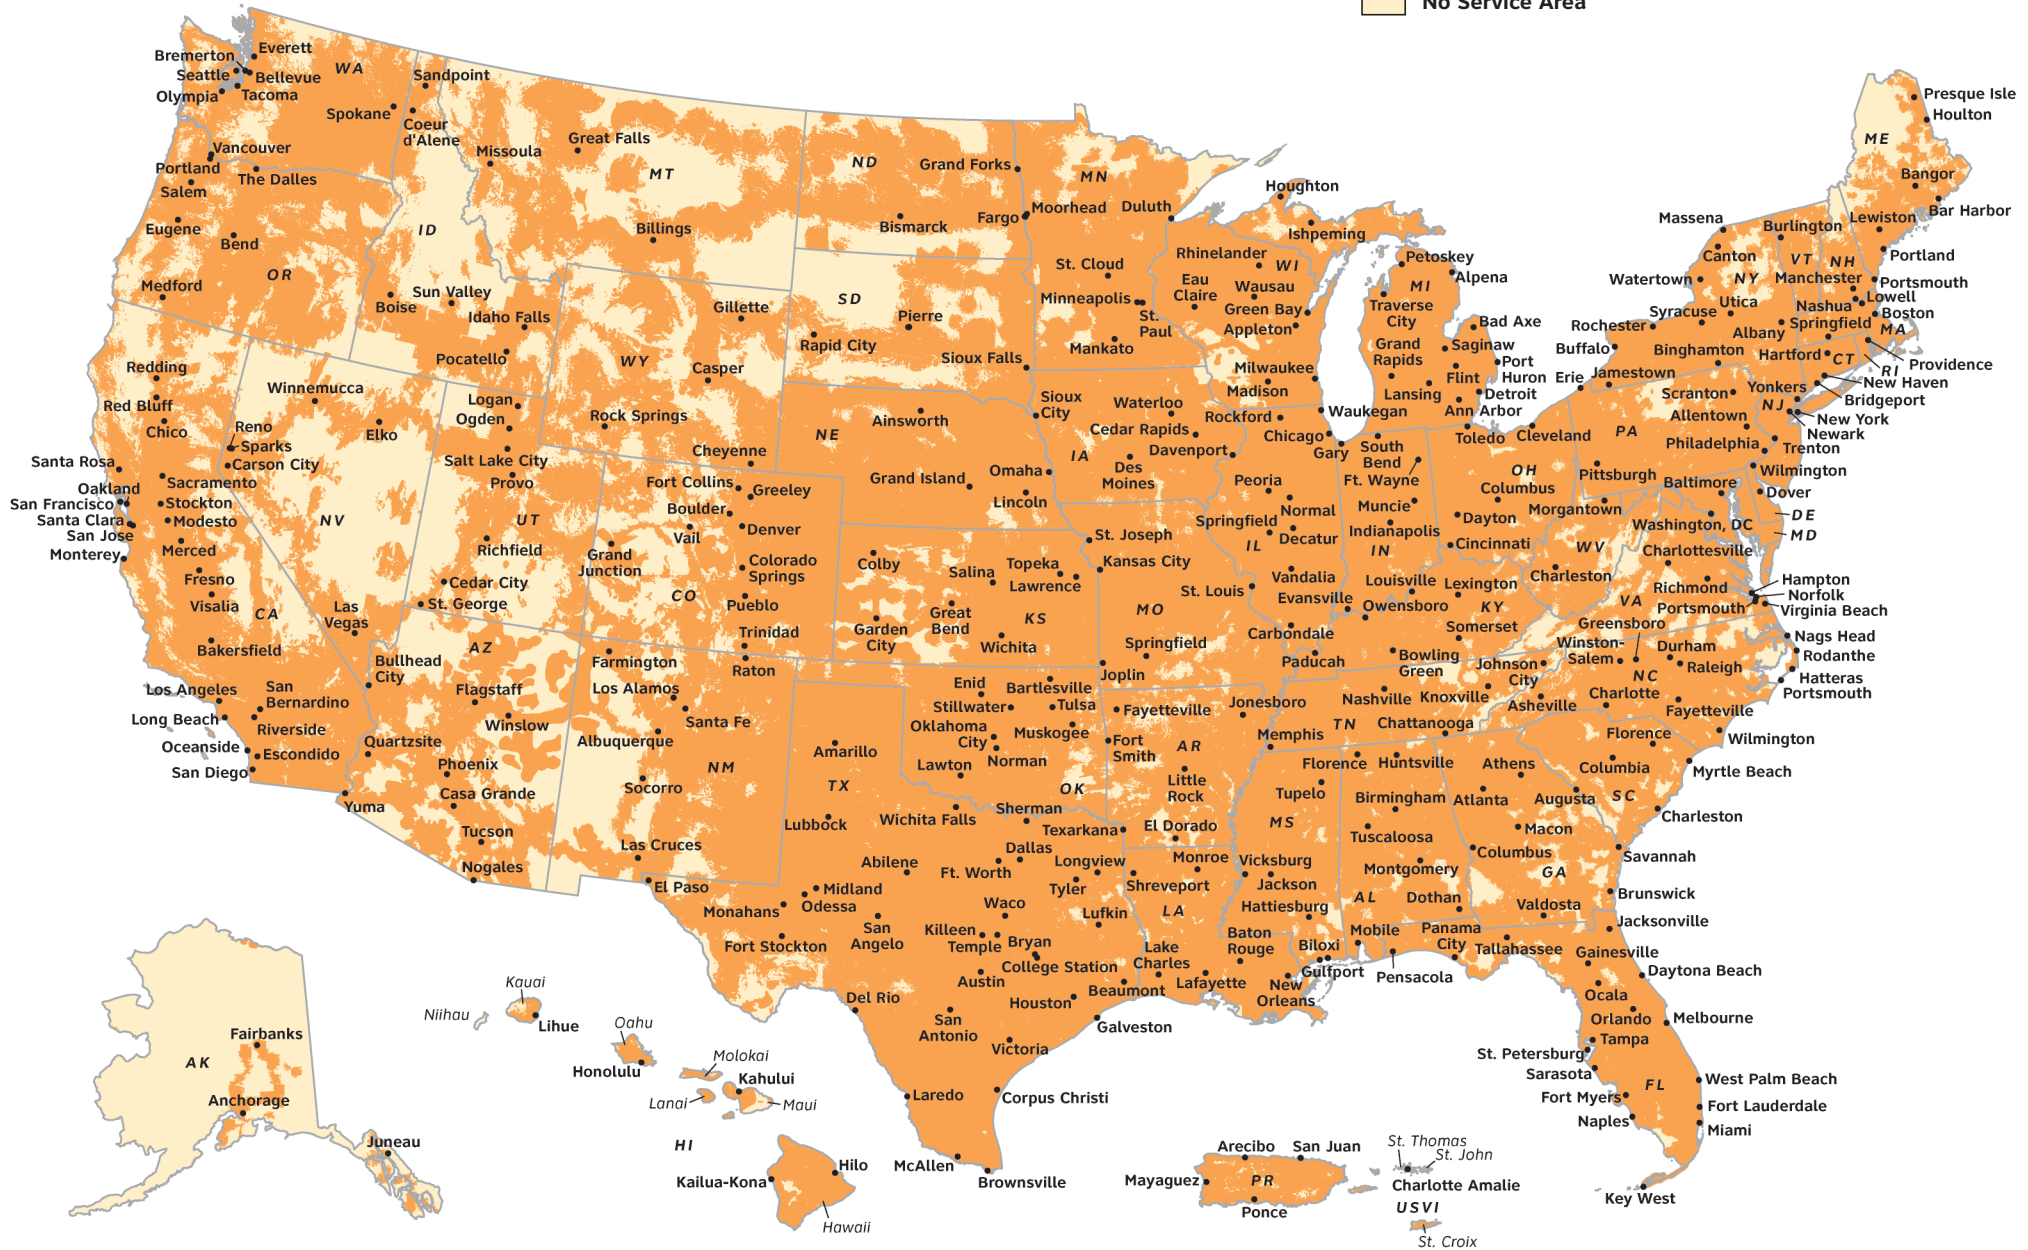 No Service Area
Everett
Bremerton
Seattle
Bellevue
Olympia
Tacoma
WA
Spokane
Sandpoint
Coeur
d'Alene
Vancouver
Portland
The Dalles
Salem
Eugene
Bend
OR
Medford
Missoula
Great Falls
MT
Billings
ID
Boise
Sun Valley
Idaho Falls
Pocatello
ND
Grand Forks
Fargo
Bismarck
Moorhead
MN
Duluth
St. Cloud
Minneapolis
St.
Paul
Mankato
SD
Pierre
Rapid City
Sioux Falls
Gillette
WY
Casper
Rock Springs
Cheyenne
Houghton
Ishpeming
Rhinelander
WI
Eau
Claire
Wausau
Green Bay
Appleton
Milwaukee
Madison
Petoskey
Alpena
MI
Traverse
City
Bad Axe
Saginaw
Grand
Rapids
Port
Huron
Flint
Lansing
Detroit
Ann Arbor
Presque Isle
Houlton
ME
Bangor
Bar Harbor
Lewiston
Portland
Massena
Burlington
Canton
VT
NH
NY
Watertown
Manchester
Portsmouth
Utica
Nashua
Lowell
Syracuse
Boston
Rochester
Albany
Springfield
MA
Buffalo
Binghamton
Hartford
CT
Providence
RI
Jamestown
New Haven
Erie
Yonkers
Bridgeport
Scranton
NJ
New York
Allentown
Newark
PA
Philadelphia
Trenton
Pittsburgh
Wilmington
Baltimore
Dover
Morgantown
Washington, DC
DE
MD
Redding
Red Bluff
Chico
Winnemucca
Elko
Reno
Sparks
Carson City
Santa Rosa
Sacramento
Oakland
San Francisco
Stockton
Santa Clara
Modesto
San Jose
NV
Monterey
Merced
Fresno
Visalia
CA
Las
Vegas
Bakersfield
Los Angeles
San
Bernardino
Long Beach
Riverside
Oceanside
Escondido
San Diego
Logan
Ogden
Salt Lake City
Provo
UT
Richfield
Cedar City
St. George
AZ
Bullhead
City
Flagstaff
Winslow
Quartzsite
Phoenix
Casa Grande
Yuma
Tucson
Nogales
Fort Collins
Greeley
Boulder
Denver
Vail
Grand
Junction
Colorado
Springs
CO
Pueblo
Trinidad
Raton
Farmington
Los Alamos
Santa Fe
Albuquerque
NM
Socorro
Las Cruces
NE
Ainsworth
Grand Island
Omaha
Lincoln
Sioux
City
Waterloo
Cedar Rapids
IA
Davenport
Des
Moines
Colby
Salina
Topeka
Lawrence
Great
Bend
KS
Garden
City
Wichita
St. Joseph
Kansas City
St. Louis
MO
Springfield
Joplin
Rockford
Waukegan
Chicago
Gary
Peoria
Normal
Springfield
Decatur
IL
Vandalia
Carbondale
South
Bend
Ft. Wayne
Muncie
Indianapolis
IN
Evansville
Toledo
Cleveland
OH
Columbus
Dayton
Cincinnati
Louisville
Lexington
Owensboro
KY
Somerset
Paducah
Bowling
Green
WV
Charleston
Charlottesville
Richmond
Hampton
Norfolk
VA
Portsmouth
Virginia Beach
Greensboro
Winston-
Salem
Durham
Raleigh
Nags Head
Rodanthe
Hatteras
Portsmouth
NC
Charlotte
Fayetteville
Asheville
Wilmington
Johnson
City
Knoxville
Nashville
TN
Chattanooga
Memphis
Enid
Bartlesville
Stillwater
Tulsa
Oklahoma
City
Muskogee
Norman
Lawton
OK
Fayetteville
Jonesboro
Fort
Smith
AR
Little
Rock
El Dorado
Florence
Huntsville
Tupelo
Birmingham
MS
Tuscaloosa
Vicksburg
Jackson
Montgomery
Hattiesburg
AL
Dothan
Mobile
Biloxi
Gulfport
Athens
Atlanta
Augusta
Macon
Columbus
GA
Savannah
Brunswick
Valdosta
Florence
Columbia
Myrtle Beach
SC
Charleston
Amarillo
TX
Lubbock
Wichita Falls
Sherman
Texarkana
Dallas
Abilene
Ft. Worth
Longview
Tyler
El Paso
Midland
Odessa
Monahans
Waco
Lufkin
San
Angelo
Killeen
Temple
Bryan
Fort Stockton
College Station
Austin
Beaumont
Del Rio
Houston
San
Antonio
Galveston
Victoria
Laredo
Corpus Christi
McAllen
Brownsville
Monroe
Shreveport
LA
Baton
Rouge
Lake
Charles
Lafayette
New
Orleans
Panama
City
Tallahassee
Pensacola
Jacksonville
Gainesville
Daytona Beach
Ocala
Orlando
Melbourne
Tampa
St. Petersburg
Sarasota
FL
West Palm Beach
Fort Myers
Fort Lauderdale
Naples
Miami
Key West
AK
Fairbanks
Anchorage
Juneau
Kauai
Niihau
Lihue
Oahu
Honolulu
Molokai
Kahului
Lanai
Maui
HI
Hilo
Kailua-Kona
Hawaii
Arecibo
San Juan
Mayaguez
PR
Ponce
St. Thomas
St. John
Charlotte Amalie
USVI
St. Croix